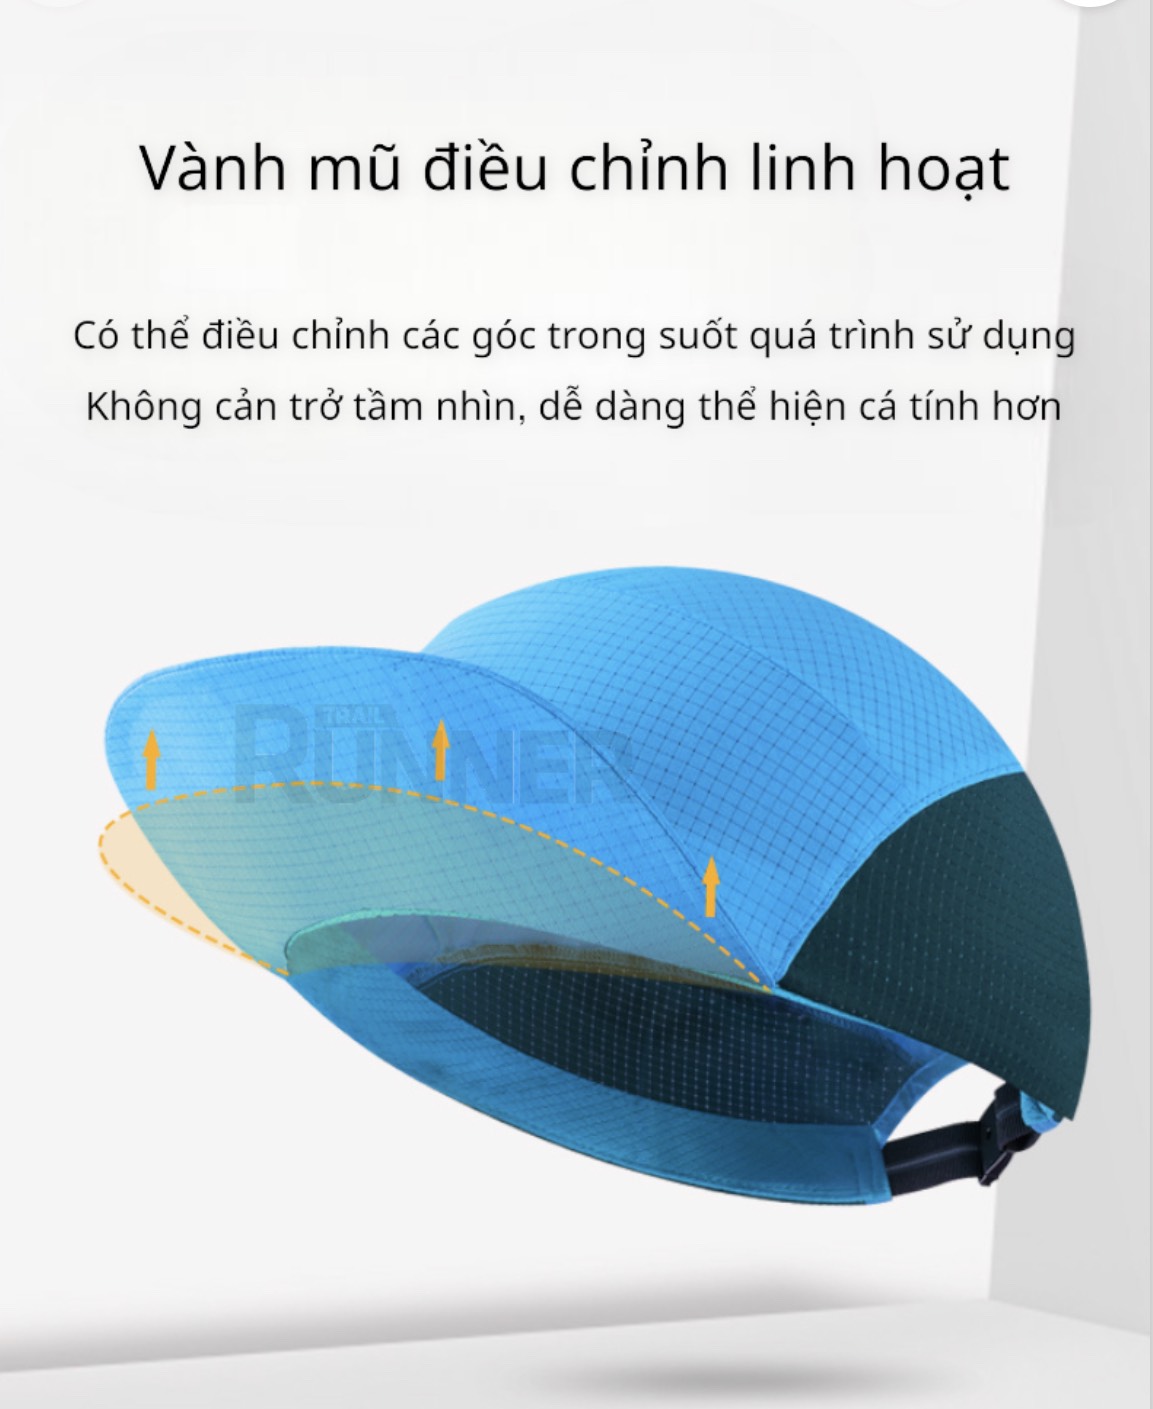 Vành mũ điều chỉnh linh hoạt
Có thể điều chỉnh các góc trong suốt quá trình sử dụng
Không cản trở tầm nhìn, dễ dàng thể hiện cá tính hơn
TRAIL
RUNNER